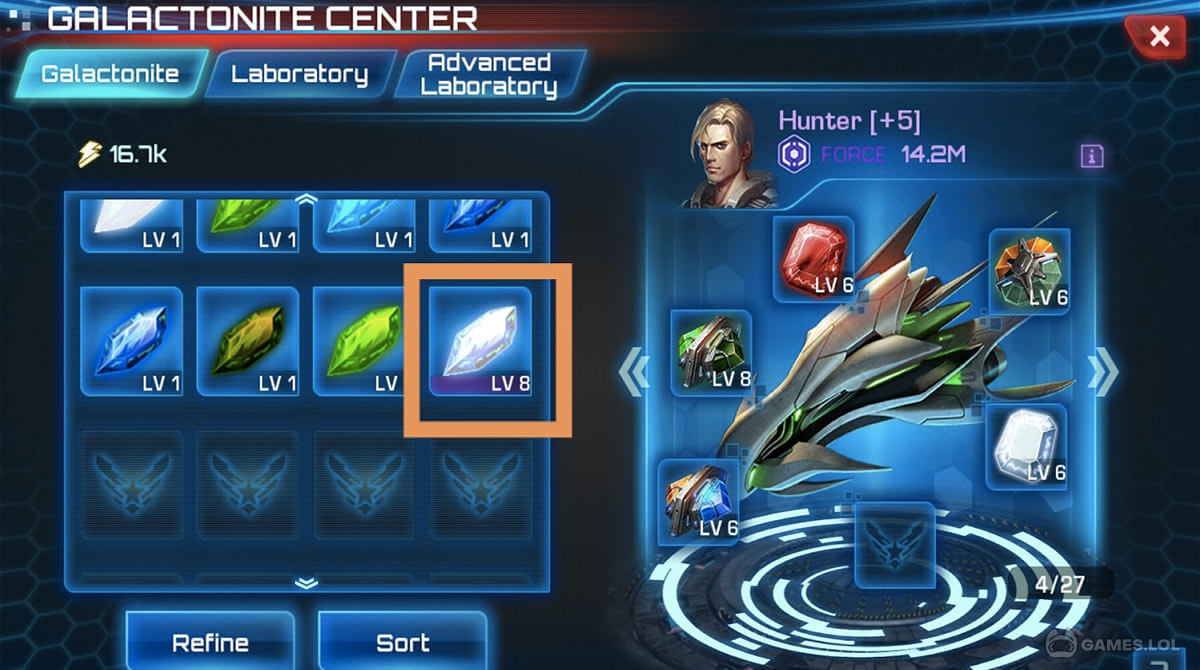 GALACTONITE CENTER
Galactonite
Laboratory
Advanced
Laboratory
16.7k
Hunter [+5]
FORCE 14.2M
i
LV 1
LV 1
LV 1
LV 1
LV 1
LV 1
LV
LV 8
LV 6
LV 6
LV 8
LV 6
LV 6
4/27
Refine
Sort
GAMES.LOL